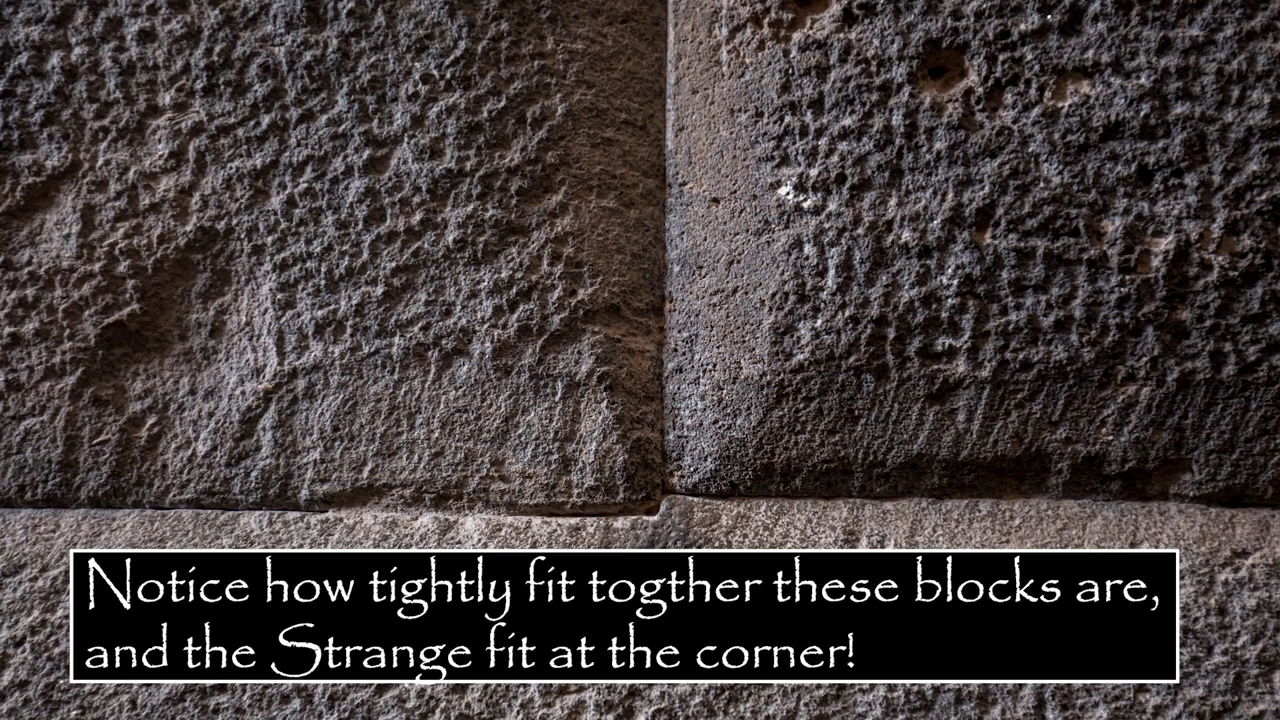 Notice how tightly fit togther these blocks are,
and the Strange fit at the corner!